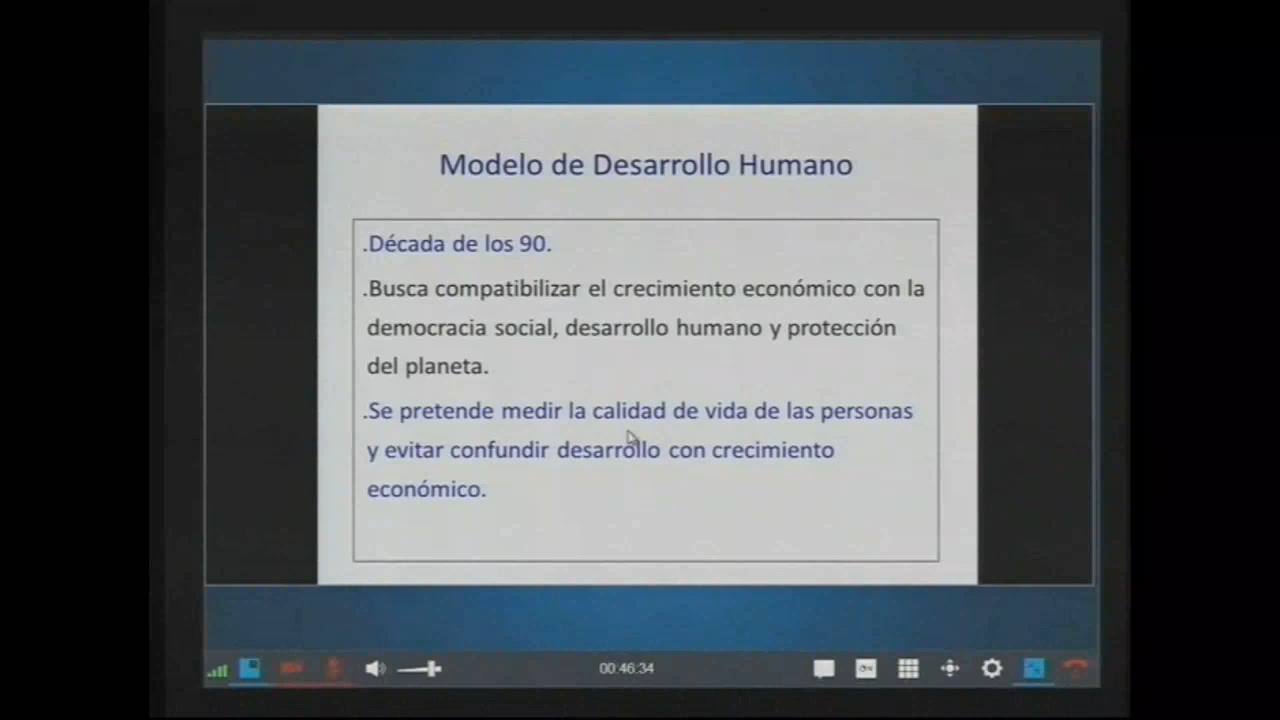 Modelo de Desarrollo Humano
.Década de los 90.
.Busca compatibilizar el crecimiento económico con la
democracia social, desarrollo humano y protección
del planeta.
.Se pretende medir la calidad de vida de las personas
y evitar confundir desarrollo con crecimiento
económico.
00:46:34